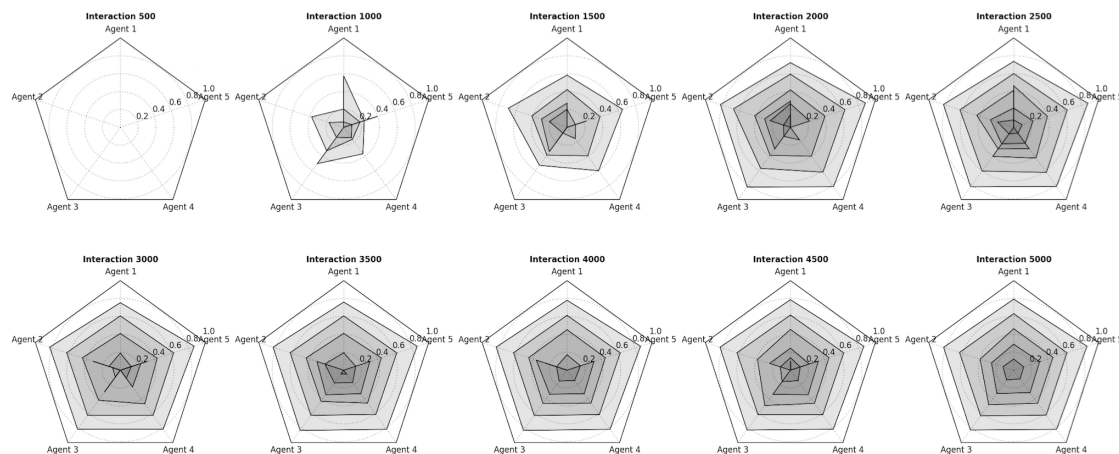 Interaction 500
Agent 1
Agent 2
Agent 3
Agent 4
Agent 5
0.2
0.4
0.6
0.8
1.0
Interaction 1000
Agent 1
Agent 2
Agent 3
Agent 4
Agent 5
0.2
0.4
0.6
0.8
1.0
Interaction 1500
Agent 1
Agent 2
Agent 3
Agent 4
Agent 5
0.2
0.4
0.6
0.8
1.0
Interaction 2000
Agent 1
Agent 2
Agent 3
Agent 4
Agent 5
0.2
0.4
0.6
0.8
1.0
Interaction 2500
Agent 1
Agent 2
Agent 3
Agent 4
Agent 5
0.2
0.4
0.6
0.8
1.0
Interaction 3000
Agent 1
Agent 2
Agent 3
Agent 4
Agent 5
0.2
0.4
0.6
0.8
1.0
Interaction 3500
Agent 1
Agent 2
Agent 3
Agent 4
Agent 5
0.2
0.4
0.6
0.8
1.0
Interaction 4000
Agent 1
Agent 2
Agent 3
Agent 4
Agent 5
0.2
0.4
0.6
0.8
1.0
Interaction 4500
Agent 1
Agent 2
Agent 3
Agent 4
Agent 5
0.2
0.4
0.6
0.8
1.0
Interaction 5000
Agent 1
Agent 2
Agent 3
Agent 4
Agent 5
0.2
0.4
0.6
0.8
1.0